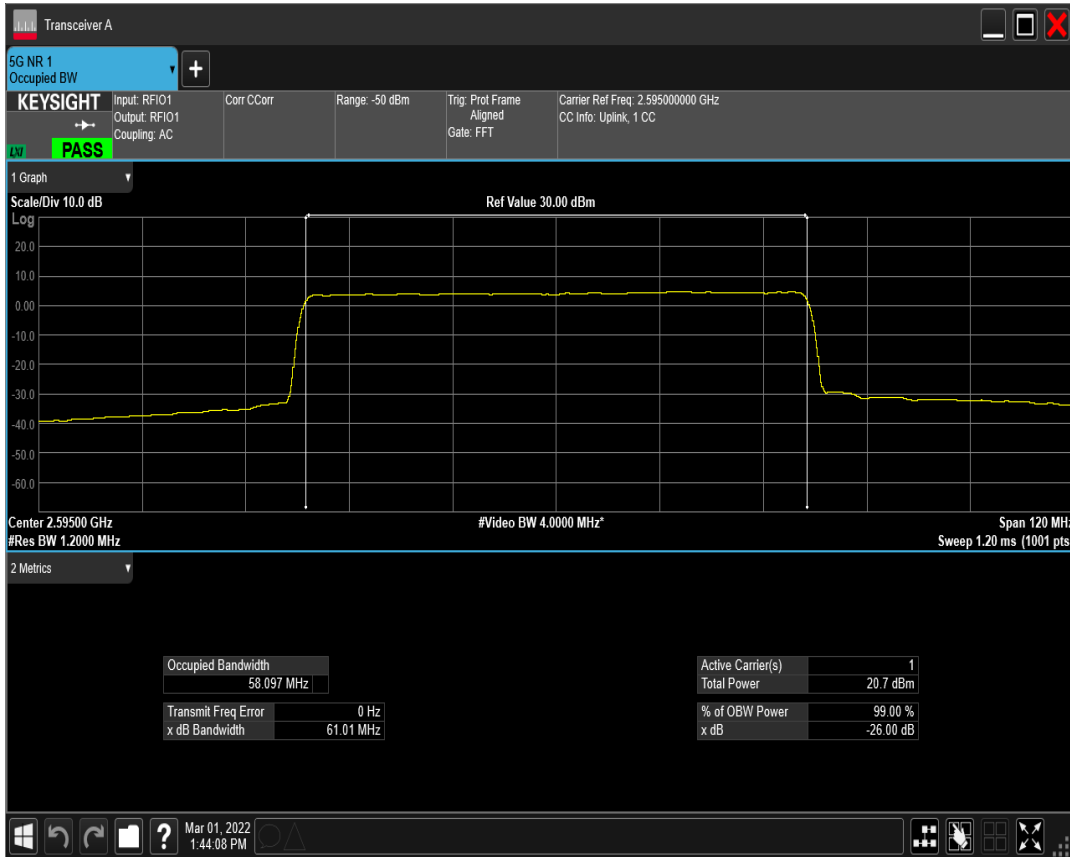 Transceiver A
5G NR 1
Occupied BW
+
KEYSIGHT
LXI PASS
Input: RFIO1
Output: RFIO1
Coupling: AC
Corr CCorr
Range: -50 dBm
Trig: Prot Frame
Aligned
Gate: FFT
Carrier Ref Freq: 2.595000000 GHz
CC Info: Uplink, 1 CC
1 Graph
Scale/Div 10.0 dB
Ref Value 30.00 dBm
Log
20.0
10.0
0.00
-10.0
-20.0
-30.0
-40.0
-50.0
-60.0
Center 2.59500 GHz
#Video BW 4.0000 MHz*
Span 120 MHz
#Res BW 1.2000 MHz
Sweep 1.20 ms (1001 pts
2 Metrics
Occupied Bandwidth
58.097 MHz
Transmit Freq Error 0 Hz
x dB Bandwidth 61.01 MHz
Active Carrier(s) 1
Total Power 20.7 dBm
% of OBW Power 99.00 %
x dB -26.00 dB
?
Mar 01, 2022
1:44:08 PM